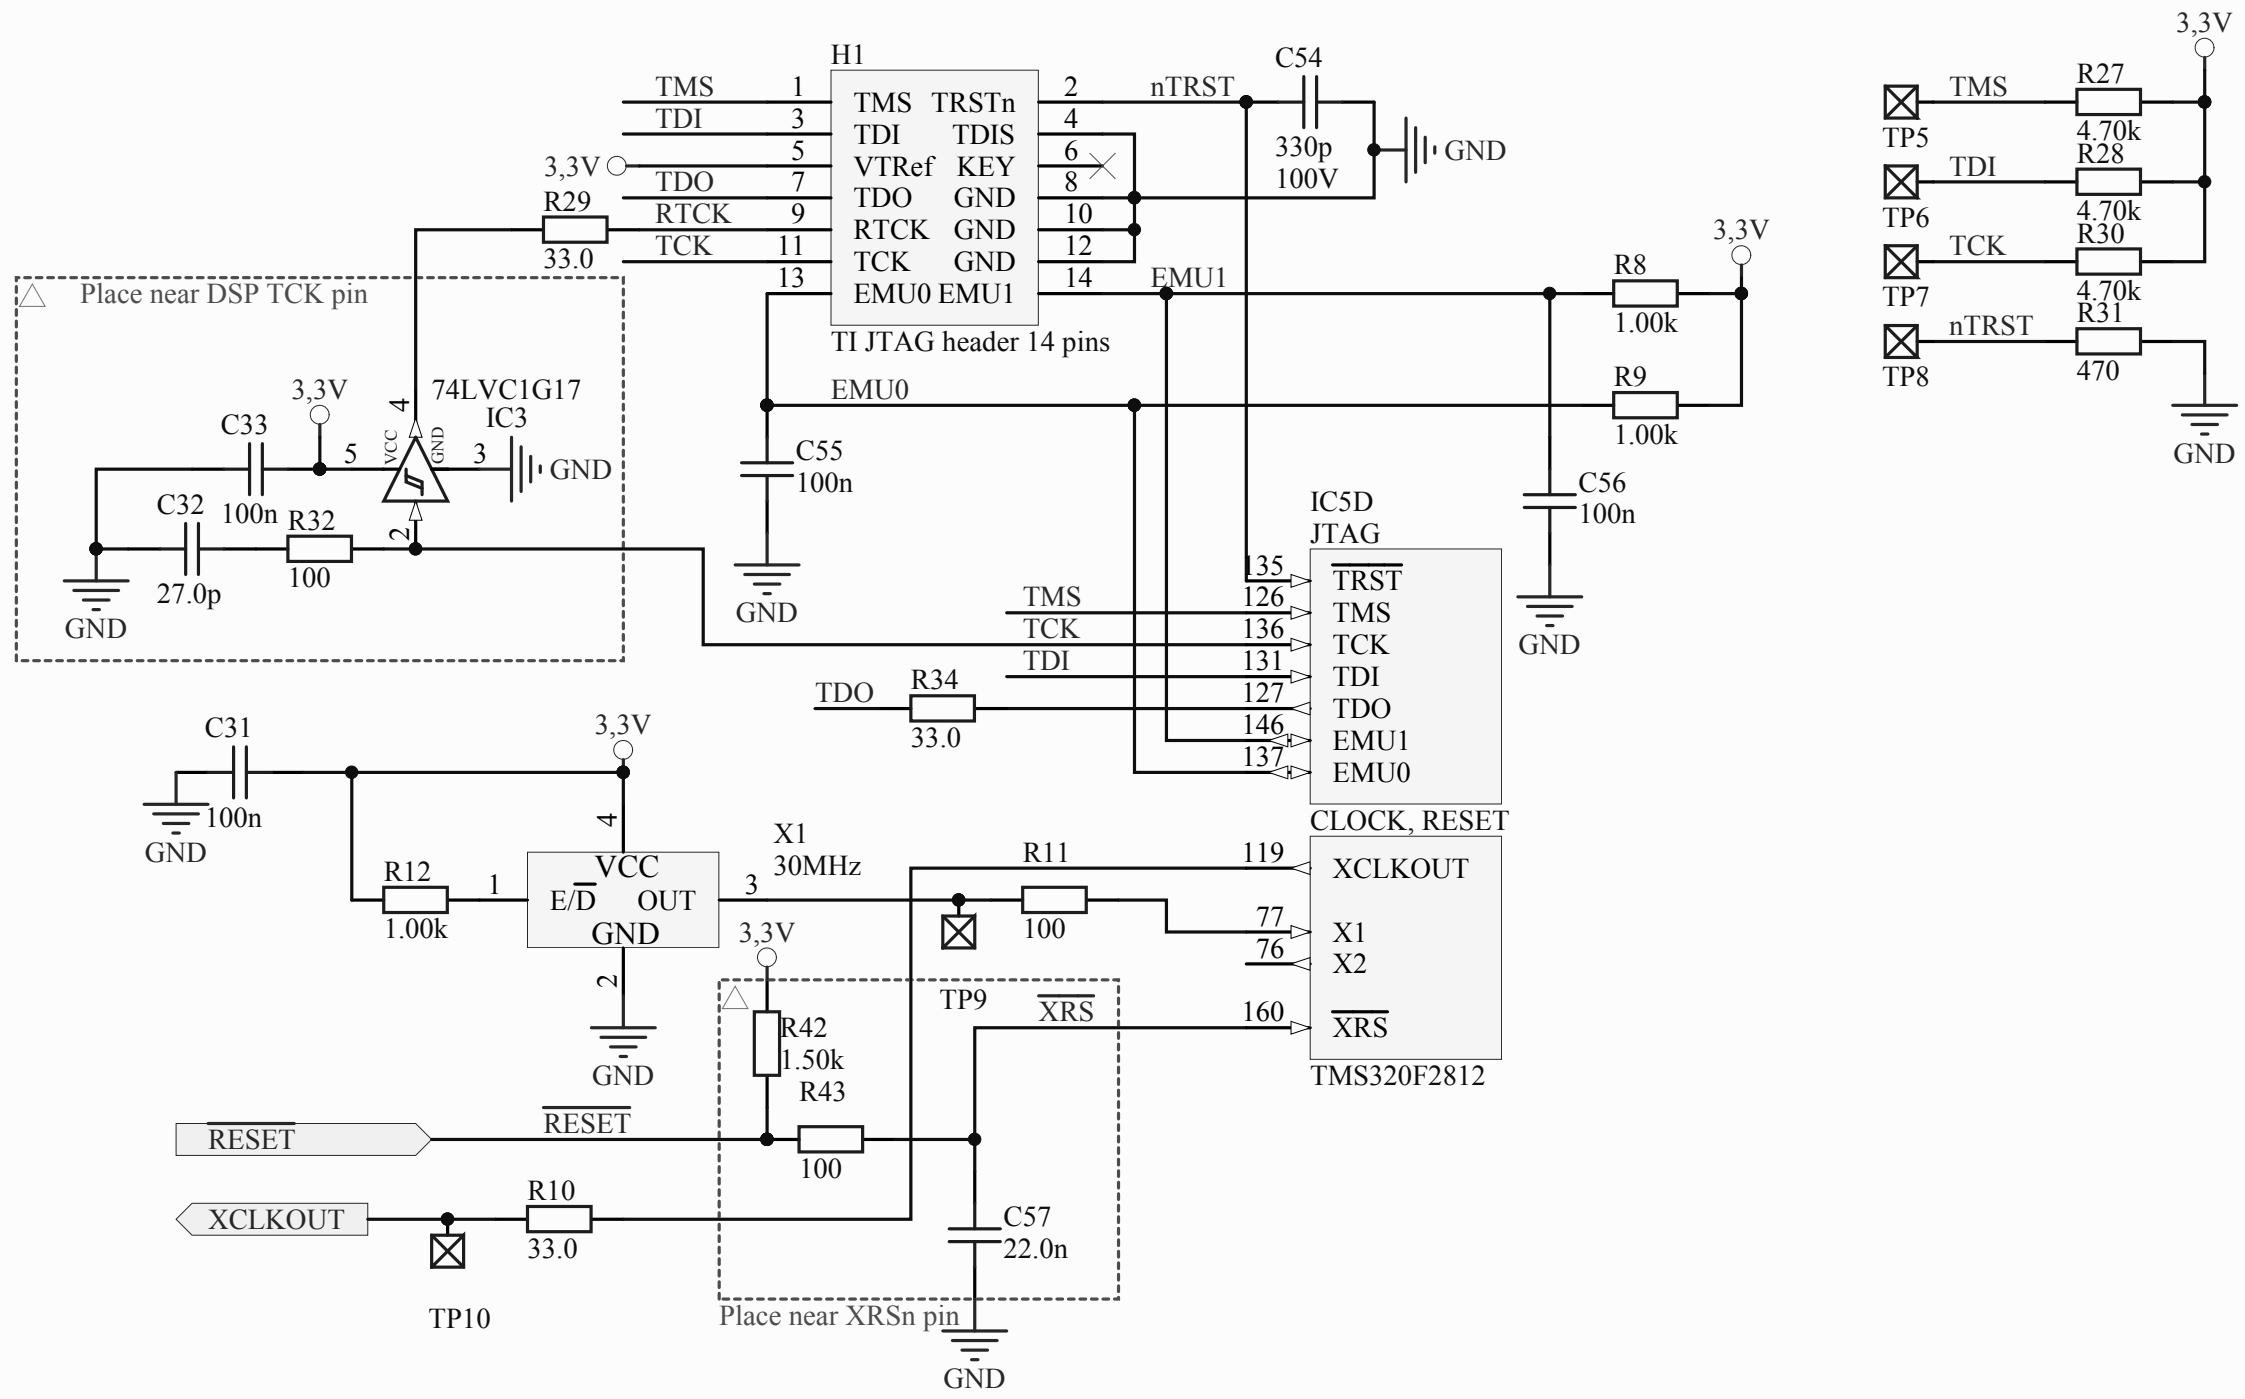 H1
TMS 1 TMS TRSTn 2 nTRST
TDI 3 TDI TDIS 4
3,3V 5 VTRef KEY 6
TDO 7 TDO GND 8
RTCK 9 RTCK GND 10
TCK 11 TCK GND 12
13 EMU0 EMU1 14 EMU1
TI JTAG header 14 pins
C54
330p
100V
GND
R29
33.0
3,3V
R8
1.00k
EMU0
R9
1.00k
3,3V
TP5 TMS R27
4.70k
TP6 TDI R28
4.70k
TP7 TCK R30
4.70k
TP8 nTRST R31
470
GND
Place near DSP TCK pin
3,3V
4
74LVC1G17
IC3
C33
100n
5
VCC
GND
3
GND
C32
27.0p
R32
100
2
GND
C55
100n
GND
C56
100n
GND
IC5D
JTAG
135 TRST
TMS 126 TMS
TCK 136 TCK
TDI 131 TDI
TDO R34 127 TDO
33.0
146 EMU1
137 EMU0
CLOCK, RESET
119 XCLKOUT
77 X1
76 X2
160 XRS
TMS320F2812
C31
100n
GND
3,3V
4
R12
1.00k
1
VCC
E/D OUT
GND
2
GND
3
X1
30MHz
R11
100
TP9
XRS
3,3V
R42
1.50k
R43
100
RESET
RESET
XCLKOUT
R10
33.0
TP10
C57
22.0n
Place near XRSn pin
GND